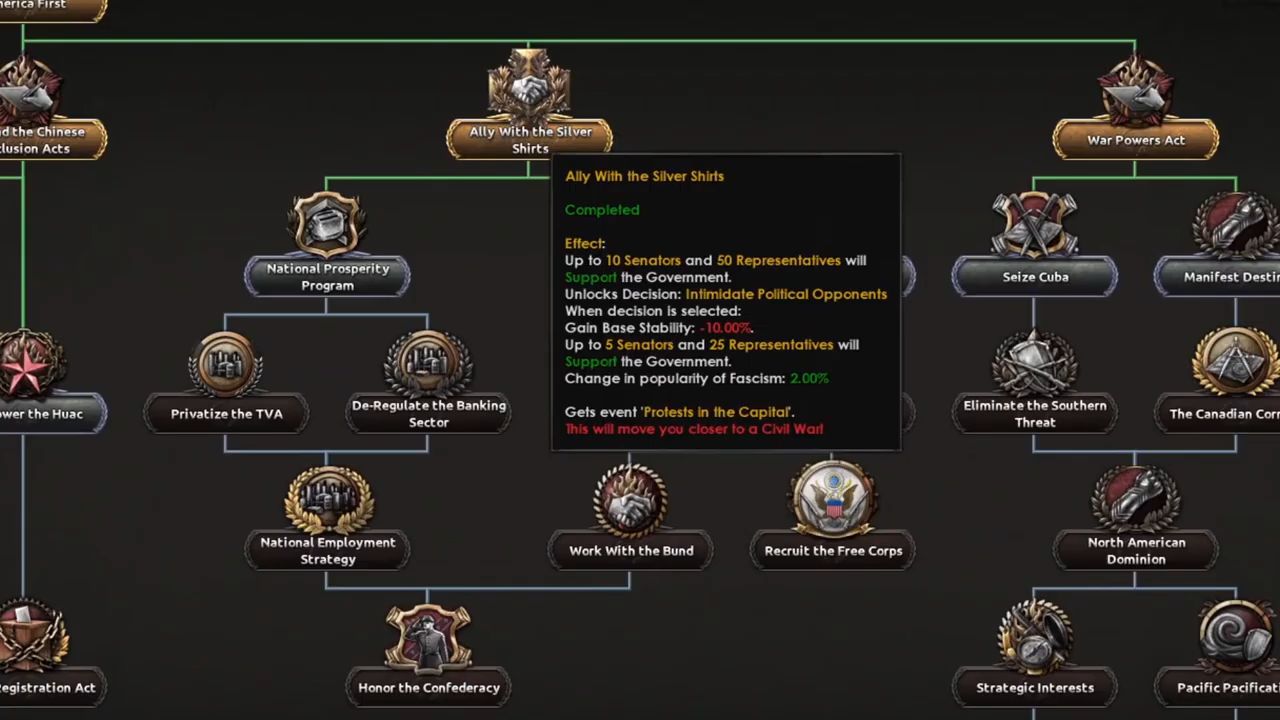 merica First
d the Chinese
lusion Acts
Ally With the Silver
Shirts
War Powers Act
Ally With the Silver Shirts
Completed
Effect:
Up to 10 Senators and 50 Representatives will
Support the Government.
Unlocks Decision: Intimidate Political Opponents
When decision is selected:
Gain Base Stability: -10.00%.
Up to 5 Senators and 25 Representatives will
Support the Government.
Change in popularity of Fascism: 2.00%
Gets event 'Protests in the Capital'.
This will move you closer to a Civil War!
National Prosperity
Program
Seize Cuba
Manifest Destin
ower the Huac
Privatize the TVA
De-Regulate the Banking
Sector
Eliminate the Southern
Threat
The Canadian Corr
National Employment
Strategy
Work With the Bund
Recruit the Free Corps
North American
Dominion
Registration Act
Honor the Confederacy
Strategic Interests
Pacific Pacificati